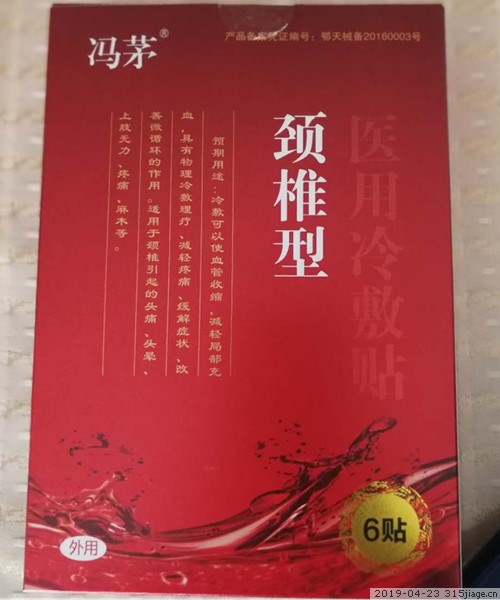 冯茅®
产品备案凭证编号：鄂天械备20160003号
医用冷敷贴
颈椎型
预期用途：冷敷可以使血管收缩，减轻局部充
血，具有物理冷敷理疗、减轻疼痛、缓解症状、改
善微循环的作用。适用于颈椎引起的头痛、头晕、
上肢无力、疼痛、麻木等。
外用
6贴
2019-04-23 315jiage.cn